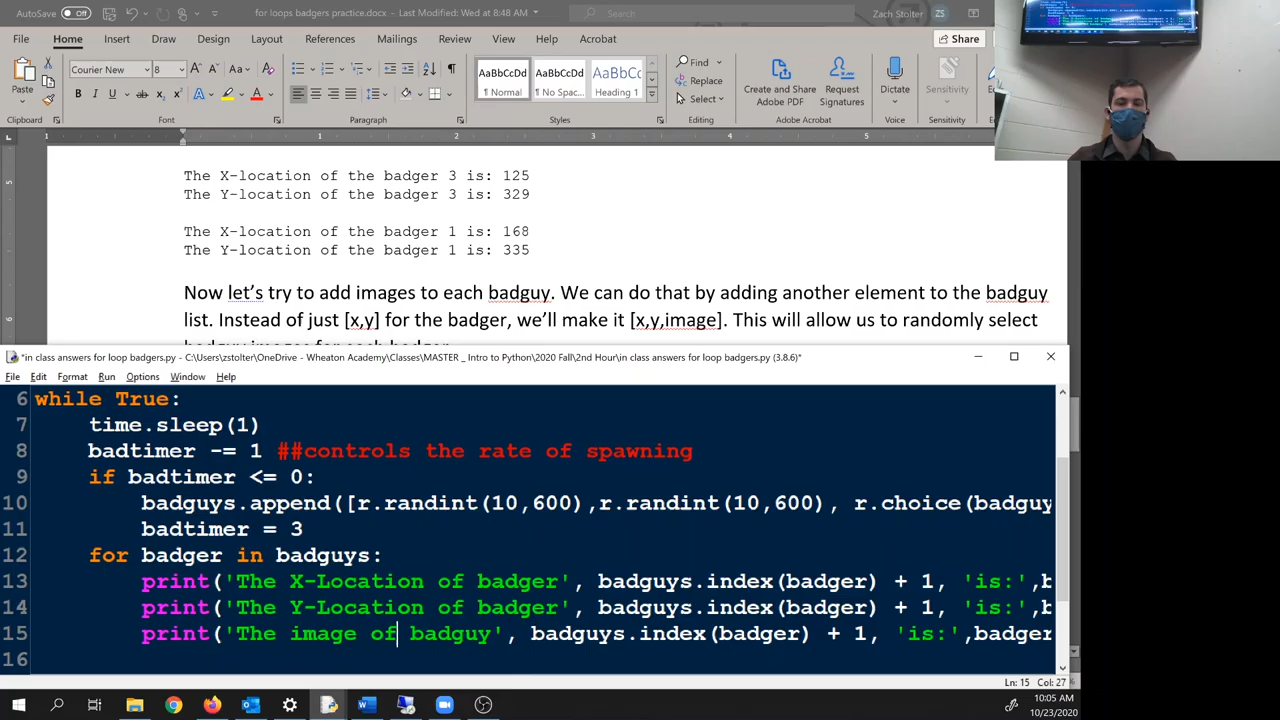 AutoSave Off for loops badgers practice.docx - Last Modified: Wed at 8:48 AM Zach Stolter ZS
File Home Insert Draw Design Help Acrobat Share
Courier New 8 Aa AaBbCcDd AaBbCcDd AaBbCc Find
Paste B I U ab x2 x2 A A Normal No Spac... Heading 1 Replace Create and Share Adobe PDF Request Signatures Dictate Sensitivity
Select
Clipboard Font Paragraph Styles Editing Adobe Acrobat Voice Sensitivity
1 1 2 3 4 5
The X-location of the badger 3 is: 125
The Y-location of the badger 3 is: 329
The X-location of the badger 1 is: 168
The Y-location of the badger 1 is: 335
Now let's try to add images to each badguy. We can do that by adding another element to the badguy
list. Instead of just [x,y] for the badger, we'll make it [x,y,image]. This will allow us to randomly select
*in class answers for loop badgers.py - C:\Users\zstolter\OneDrive - Wheaton Academy\Classes\MASTER _ Intro to Python\2020 Fall\2nd Hour\in class answers for loop badgers.py (3.8.6)*
File Edit Format Run Options Window Help
6 while True:
7 time.sleep(1)
8 badtimer -= 1 ##controls the rate of spawning
9 if badtimer <= 0:
10 badguys.append([r.randint(10,600),r.randint(10,600), r.choice(badguy
11 badtimer = 3
12 for badger in badguys:
13 print('The X-Location of badger', badguys.index(badger) + 1, 'is:',b
14 print('The Y-Location of badger', badguys.index(badger) + 1, 'is:',b
15 print('The image of badguy', badguys.index(badger) + 1, 'is:',badger
16
Ln: 15 Col: 27
10:05 AM
10/23/2020